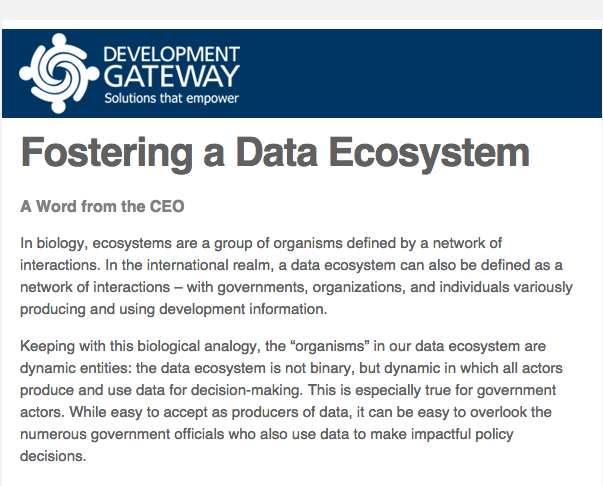 DEVELOPMENT
GATEWAY
Solutions that empower
Fostering a Data Ecosystem
A Word from the CEO
In biology, ecosystems are a group of organisms defined by a network of
interactions. In the international realm, a data ecosystem can also be defined as a
network of interactions – with governments, organizations, and individuals variously
producing and using development information.
Keeping with this biological analogy, the “organisms” in our data ecosystem are
dynamic entities: the data ecosystem is not binary, but dynamic in which all actors
produce and use data for decision-making. This is especially true for government
actors. While easy to accept as producers of data, it can be easy to overlook the
numerous government officials who also use data to make impactful policy
decisions.